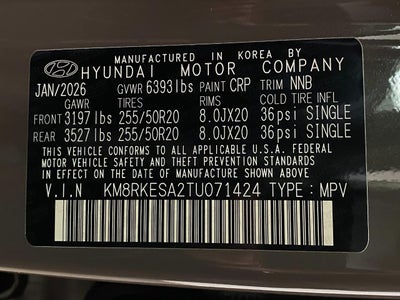 MANUFACTURED IN KOREA BY
HYUNDAI MOTOR COMPANY
JAN/2026 GVWR 6393lbs PAINT CRP TRIM NNB
GAWR TIRES RIMS COLD TIRE INFL
FRONT 3197 lbs 255/50R20 8.0JX20 36psi SINGLE
REAR 3527 lbs 255/50R20 8.0JX20 36psi SINGLE
THIS VEHICLE CONFORMS TO ALL APPLICABLE U.S.A. FEDERAL
MOTOR VEHICLE SAFETY, BUMPER, AND THEFT PREVENTION STANDARDS
IN EFFECT ON THE DATE OF MANUFACTURE SHOWN ABOVE.
V.I.N KM8RKESA2TU071424 TYPE : MPV